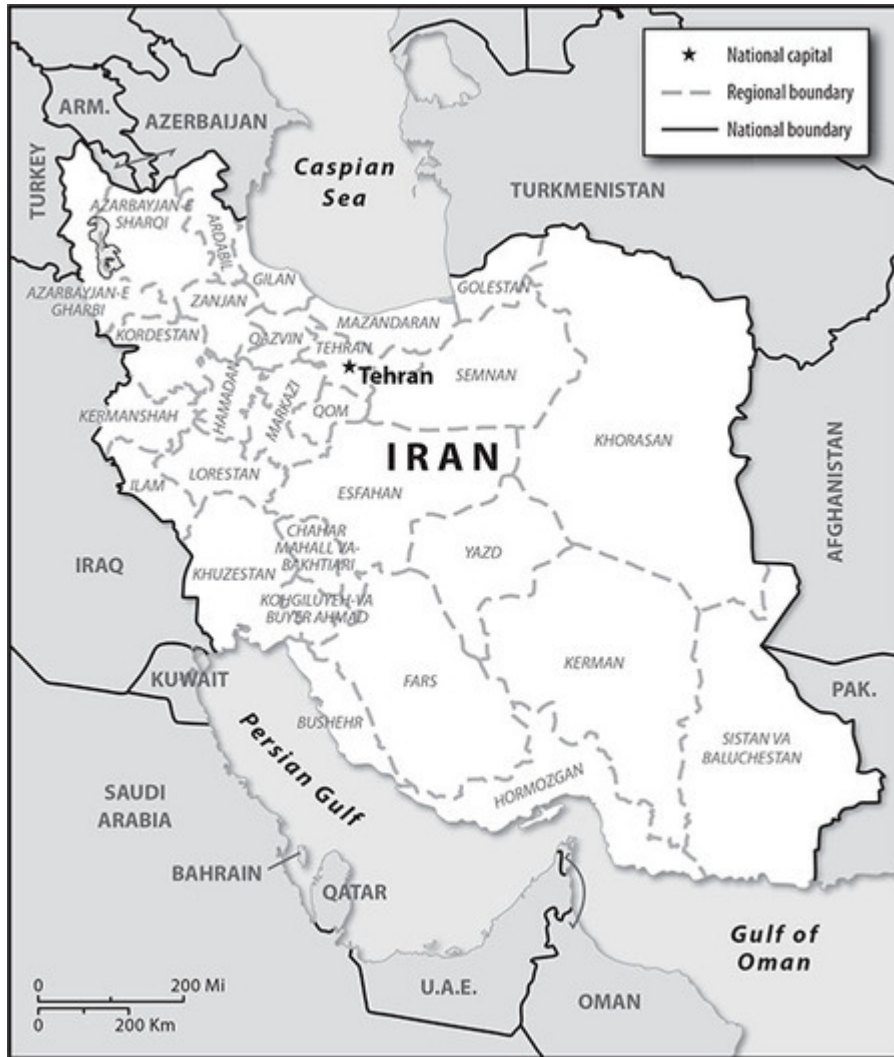 National capital
Regional boundary
National boundary
ARM.
AZERBAIJAN
TURKEY
Caspian
Sea
TURKMENISTAN
AZARBAYJAN-E
SHARQI
ARDABIL
GILAN
GOLESTAN
AZARBAYJAN-E
GHARBI
ZANJAN
MAZANDARAN
KORDESTAN
QAZVIN
TEHRAN
Tehran
SEMNAN
HAMADAN
MARKAZI
QOM
KERMANSHAH
KHORASAN
IRAN
LORESTAN
ILAM
ESFAHAN
AFGHANISTAN
CHAHAR
MAHALL VA-
BAKHTIARI
YAZD
IRAQ
KHUZESTAN
KOHGILUYEH-VA
BUYER AHMAD
KERMAN
KUWAIT
FARS
PAK.
BUSHEHR
SISTAN VA
BALUCHESTAN
Persian Gulf
HORMOZGAN
SAUDI
ARABIA
BAHRAIN
QATAR
Gulf of
Oman
U.A.E.
OMAN
0 200 Mi
0 200 Km